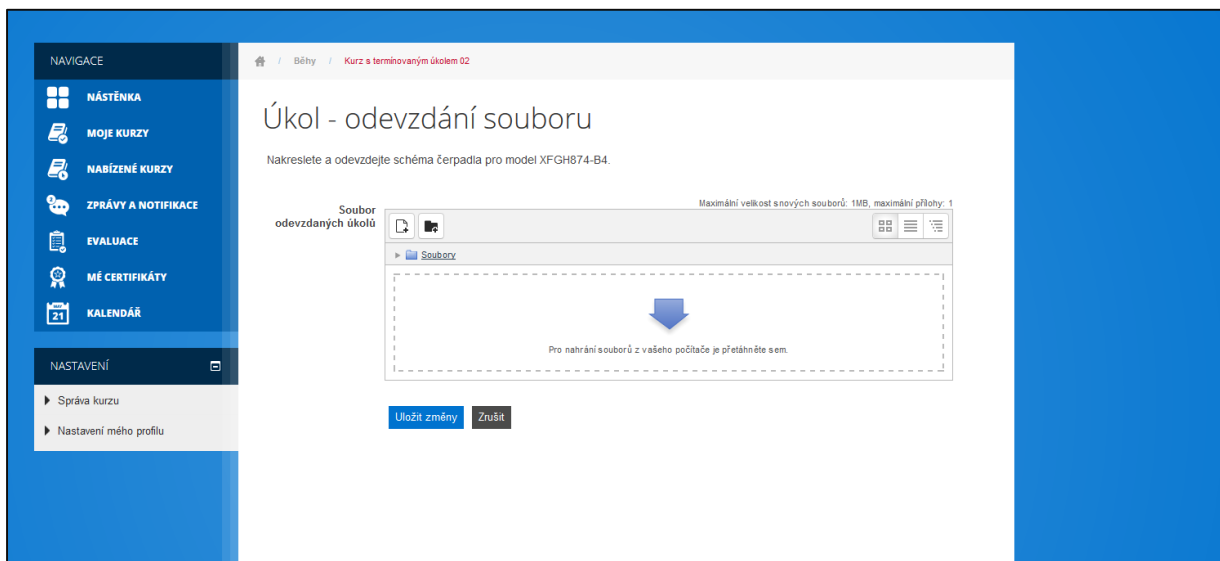 NAVIGACE
NÁSTĚNKA
MOJE KURZY
NABÍZENÉ KURZY
2
ZPRÁVY A NOTIFIKACE
EVALUACE
MÉ CERTIFIKÁTY
MAY
21
KALENDÁŘ
NASTAVENÍ
Správa kurzu
Nastavení mého profilu
/ Běhy / Kurz s termínovaným úkolem 02
Úkol - odevzdání souboru
Nakreslete a odevzdejte schéma čerpadla pro model XFGH874-B4.
Maximální velikost snových souborů: 1MB, maximální přílohy: 1
Soubor
odevzdaných úkolů
Soubory
Pro nahrání souborů z vašeho počítače je přetáhněte sem.
Uložit změny Zrušit